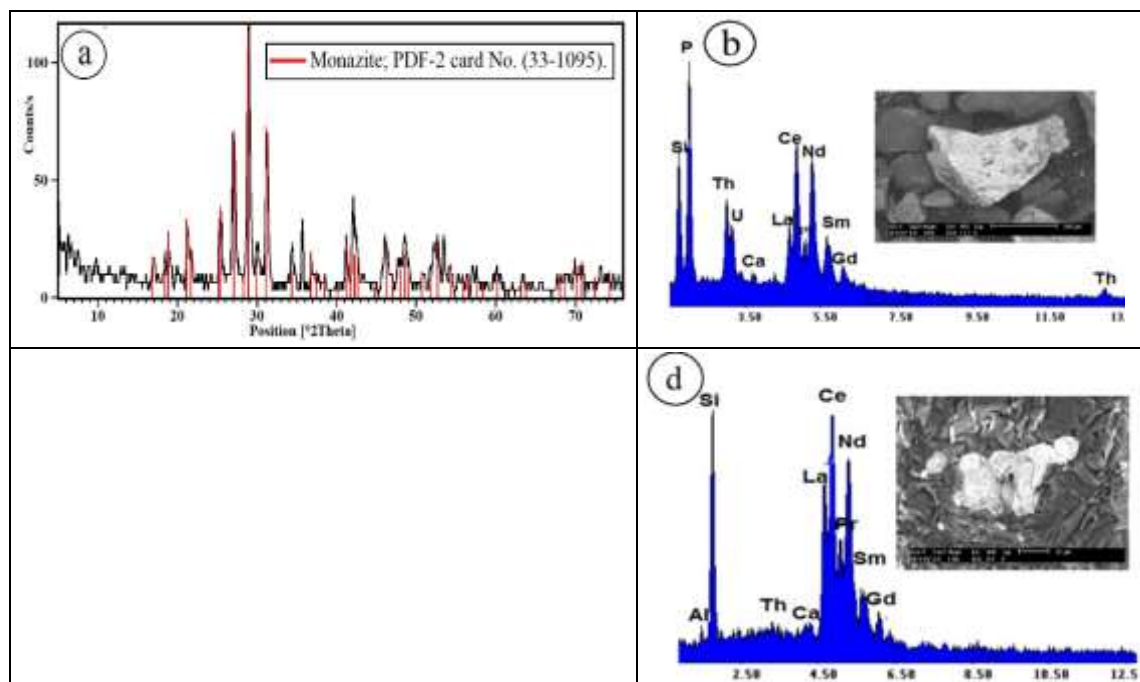 a
Monazite; PDF-2 card No. (33-1095).
Counts/s
100
50
0
10 20 30 40 50 60 70
Position [°2Theta]
b
P
Si
Th
U
Ca
La
Ce
Nd
Sm
Gd
Th
3.50 5.50 7.50 9.50 11.50 13.
d
Si
Al
Th
Ca
La
Ce
Pr
Nd
Sm
Gd
2.50 4.50 6.50 8.50 10.50 12.5